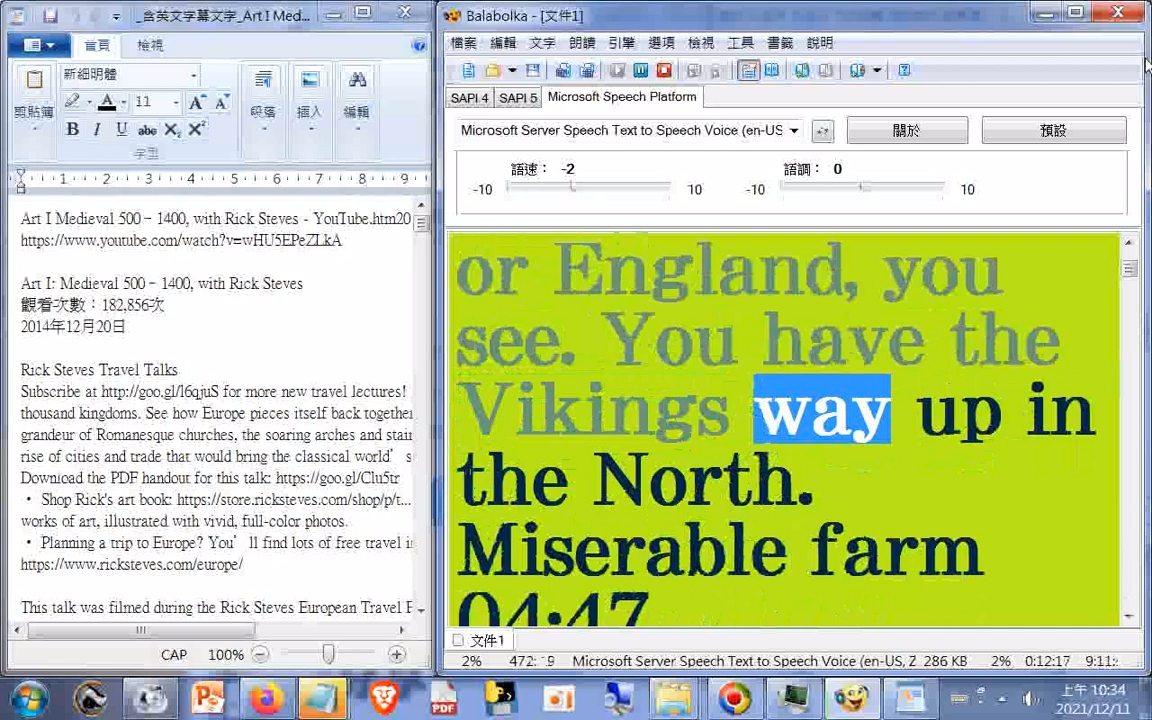 _含英文字幕文字_Art I Med...
首頁
檢視
剪貼簿
新細明體
11
B I U abc X₂ X²
字型
段落
插入
編輯
1 2 3 4 5 6 7 8 9
Art I Medieval 500–1400, with Rick Steves - YouTube.htm20
https://www.youtube.com/watch?v=wHU5EPeZLkA
Art I: Medieval 500–1400, with Rick Steves
觀看次數：182,856次
2014年12月20日
Rick Steves Travel Talks
Subscribe at http://goo.gl/l6qjuS for more new travel lectures!
thousand kingdoms. See how Europe pieces itself back together
grandeur of Romanesque churches, the soaring arches and stair
rise of cities and trade that would bring the classical world’s
Download the PDF handout for this talk: https://goo.gl/Clu5tr
• Shop Rick's art book: https://store.ricksteves.com/shop/p/t...
works of art, illustrated with vivid, full-color photos.
• Planning a trip to Europe? You’ll find lots of free travel i
https://www.ricksteves.com/europe/
This talk was filmed during the Rick Steves European Travel F
CAP 100%
Balabolka - [文件1]
檔案 編輯 文字 朗讀 引擎 選項 檢視 工具 書籤 說明
SAPI 4 SAPI 5 Microsoft Speech Platform
Microsoft Server Speech Text to Speech Voice (en-US
關於
預設
語速： -2
-10 10
語調： 0
-10 10
or England, you
see. You have the
Vikings way up in
the North.
Miserable farm
04:47
文件1
2% 472: 9 Microsoft Server Speech Text to Speech Voice (en-US, Z 286 KB 2% 0:12:17 9:11:
上午 10:34
2021/12/11